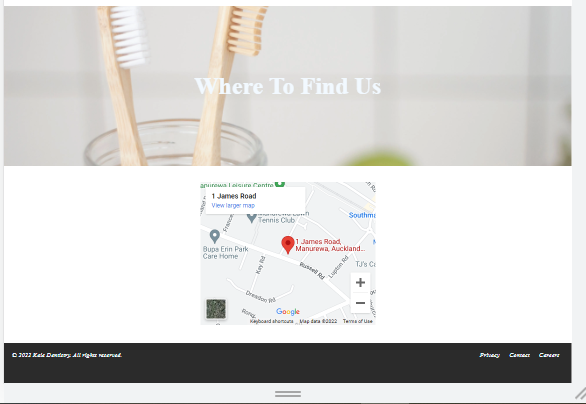 Where To Find Us
anurewa Leisure Centre
1 James Road
View larger map
Tennis Club
Southm
Bupa Erin Park
Care Home
1 James Road,
Manurewa, Auckland...
Kay Rd
Russell Rd
Lupton Rd
TJ's C
Dreadon Rd
Google
Keyboard shortcuts Map data ©2022 Terms of Use
© 2022 Kale Dentistry. All rights reserved. Privacy Contact Careers